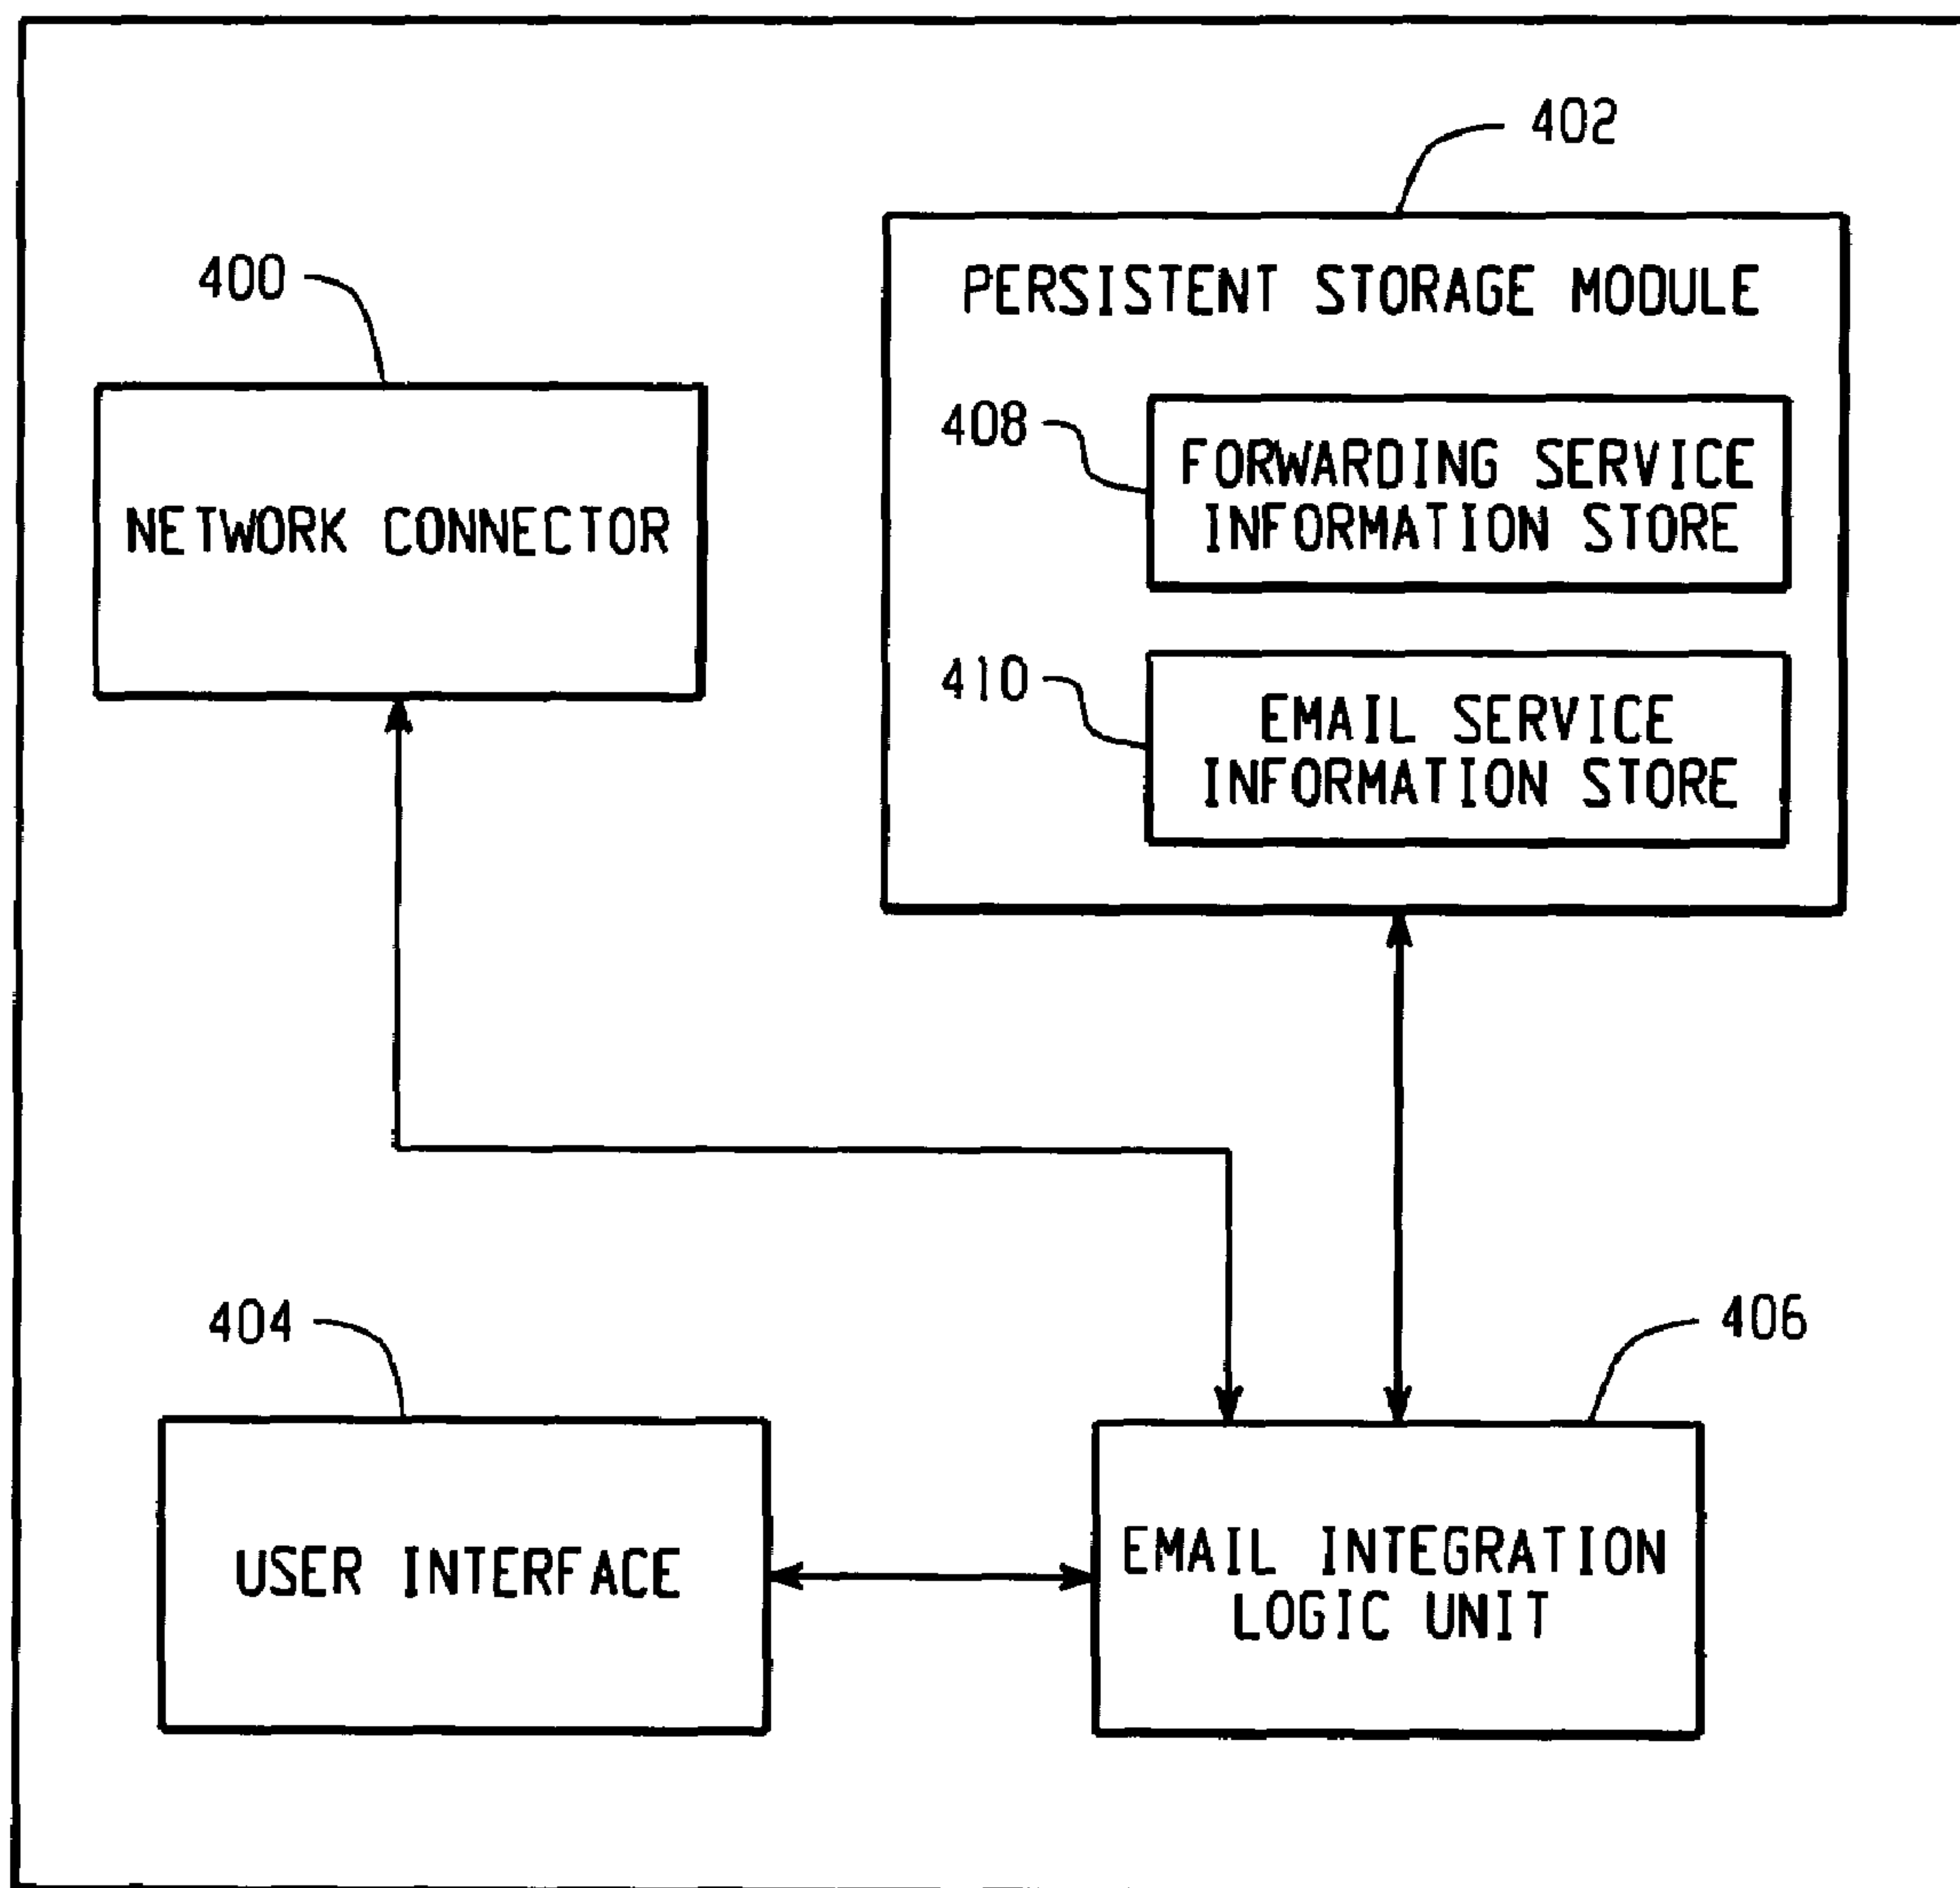 402
PERSISTENT STORAGE MODULE
400
408
FORWARDING SERVICE
INFORMATION STORE
NETWORK CONNECTOR
410
EMAIL SERVICE
INFORMATION STORE
404
406
USER INTERFACE
EMAIL INTEGRATION
LOGIC UNIT